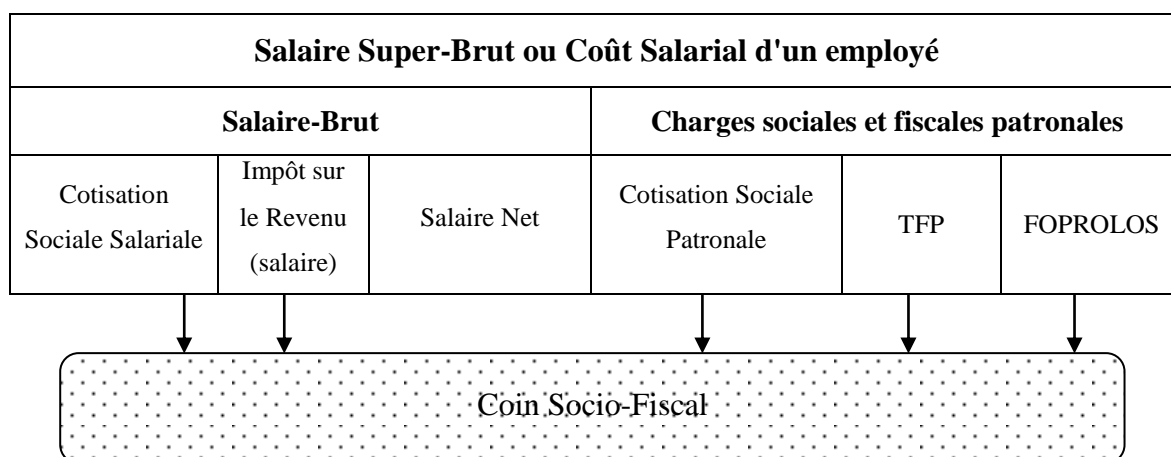 Salaire Super-Brut ou Coût Salarial d'un employé
Salaire-Brut
Charges sociales et fiscales patronales
Cotisation
Sociale Salariale
Impôt sur
le Revenu
(salaire)
Salaire Net
Cotisation Sociale
Patronale
TFP
FOPROLOS
Coin Socio-Fiscal